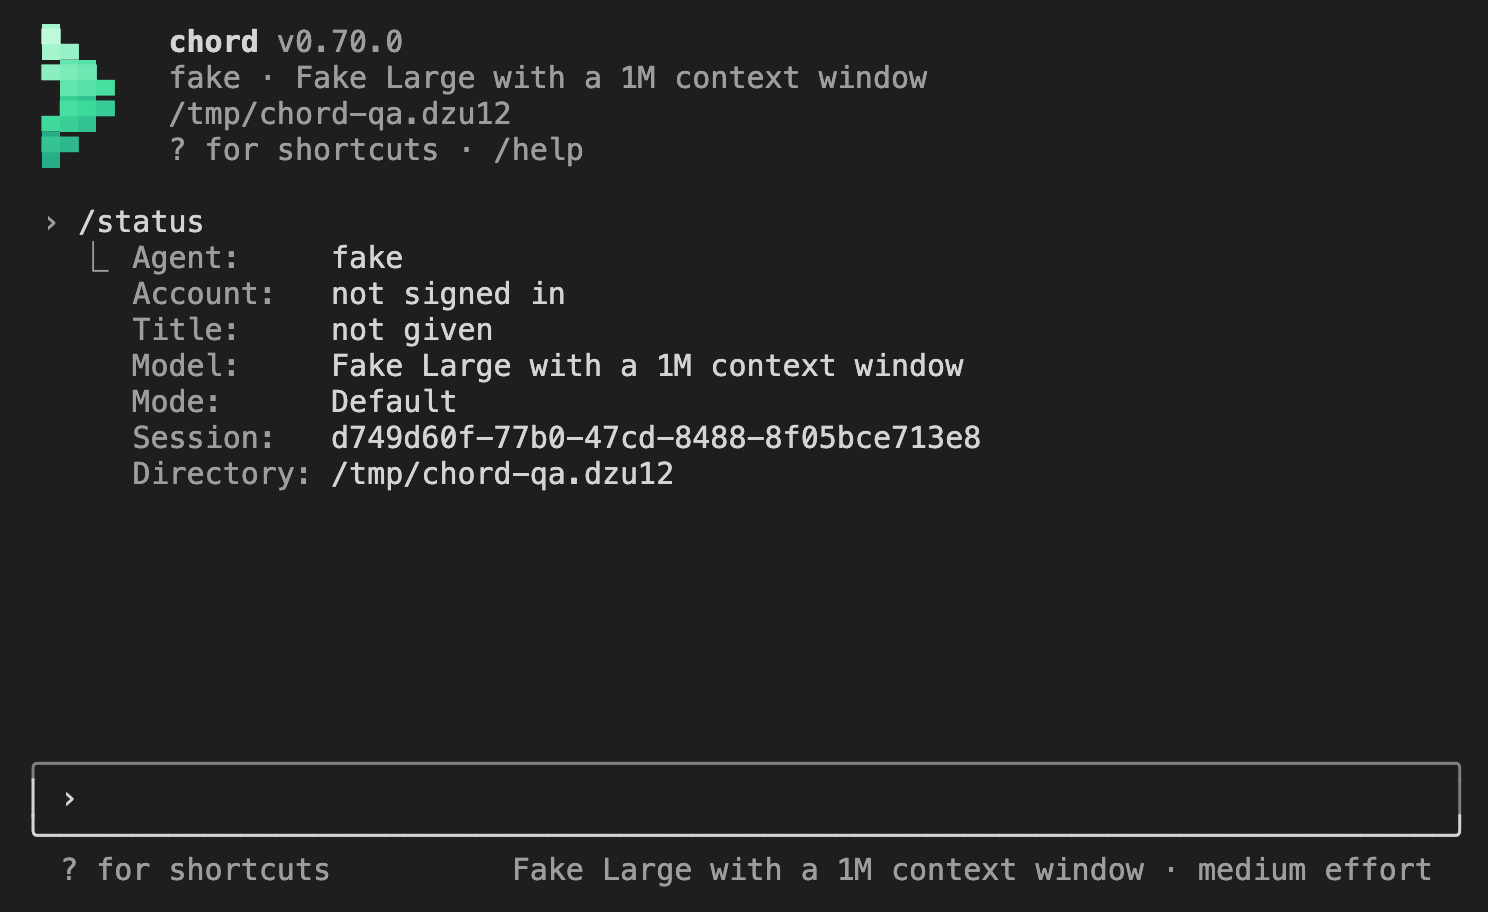 chord v0.70.0
fake · Fake Large with a 1M context window
/tmp/chord-qa.dzu12
? for shortcuts · /help
› /status
Agent: fake
Account: not signed in
Title: not given
Model: Fake Large with a 1M context window
Mode: Default
Session: d749d60f-77b0-47cd-8488-8f05bce713e8
Directory: /tmp/chord-qa.dzu12
›
? for shortcuts Fake Large with a 1M context window · medium effort